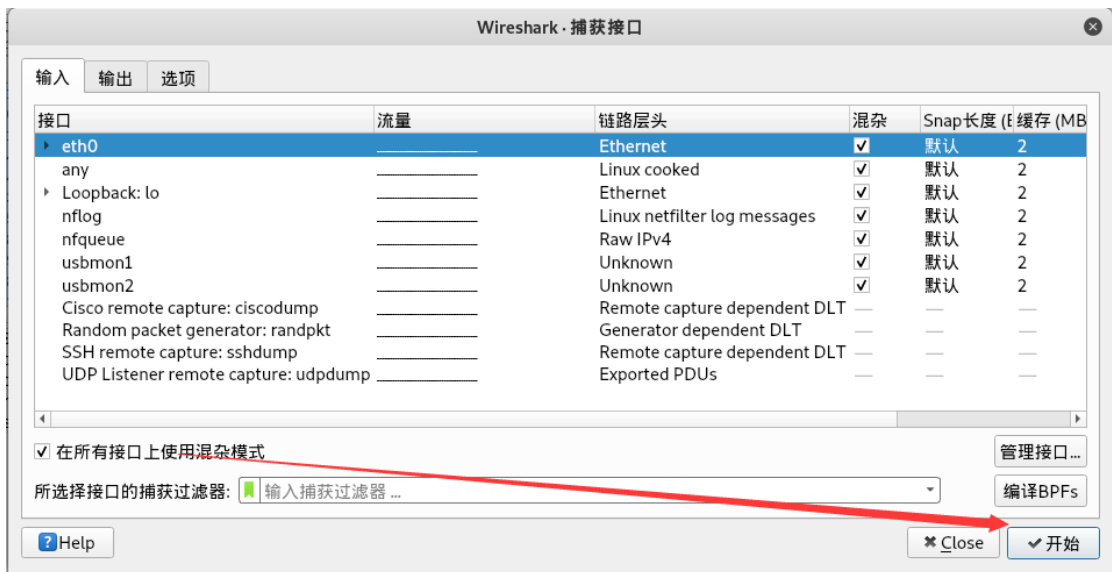 Wireshark · 捕获接口
输入 输出 选项
接口 流量 链路层头 混杂 Snap长度 (E 缓存 (MB
eth0 Ethernet 默认 2
any Linux cooked 默认 2
Loopback: lo Ethernet 默认 2
nflog Linux netfilter log messages 默认 2
nfqueue Raw IPv4 默认 2
usbmon1 Unknown 默认 2
usbmon2 Unknown 默认 2
Cisco remote capture: ciscodump Remote capture dependent DLT — — —
Random packet generator: randpkt Generator dependent DLT — — —
SSH remote capture: sshdump Remote capture dependent DLT — — —
UDP Listener remote capture: udpdump Exported PDUs — — —
在所有接口上使用混杂模式 管理接口...
所选择接口的捕获过滤器: 输入捕获过滤器 ... 编译BPFs
Help Close 开始